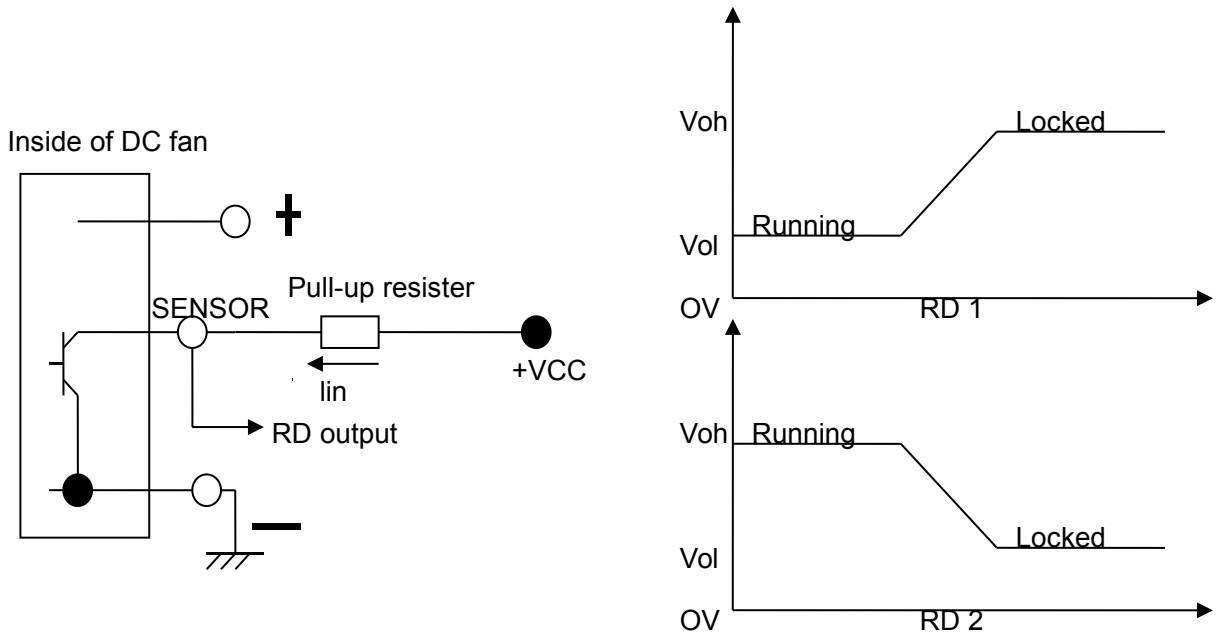 Inside of DC fan
+
SENSOR
Pull-up resister
+VCC
Iin
RD output
Voh
Locked
Running
Vol
OV
RD 1
Voh
Running
Locked
Vol
OV
RD 2